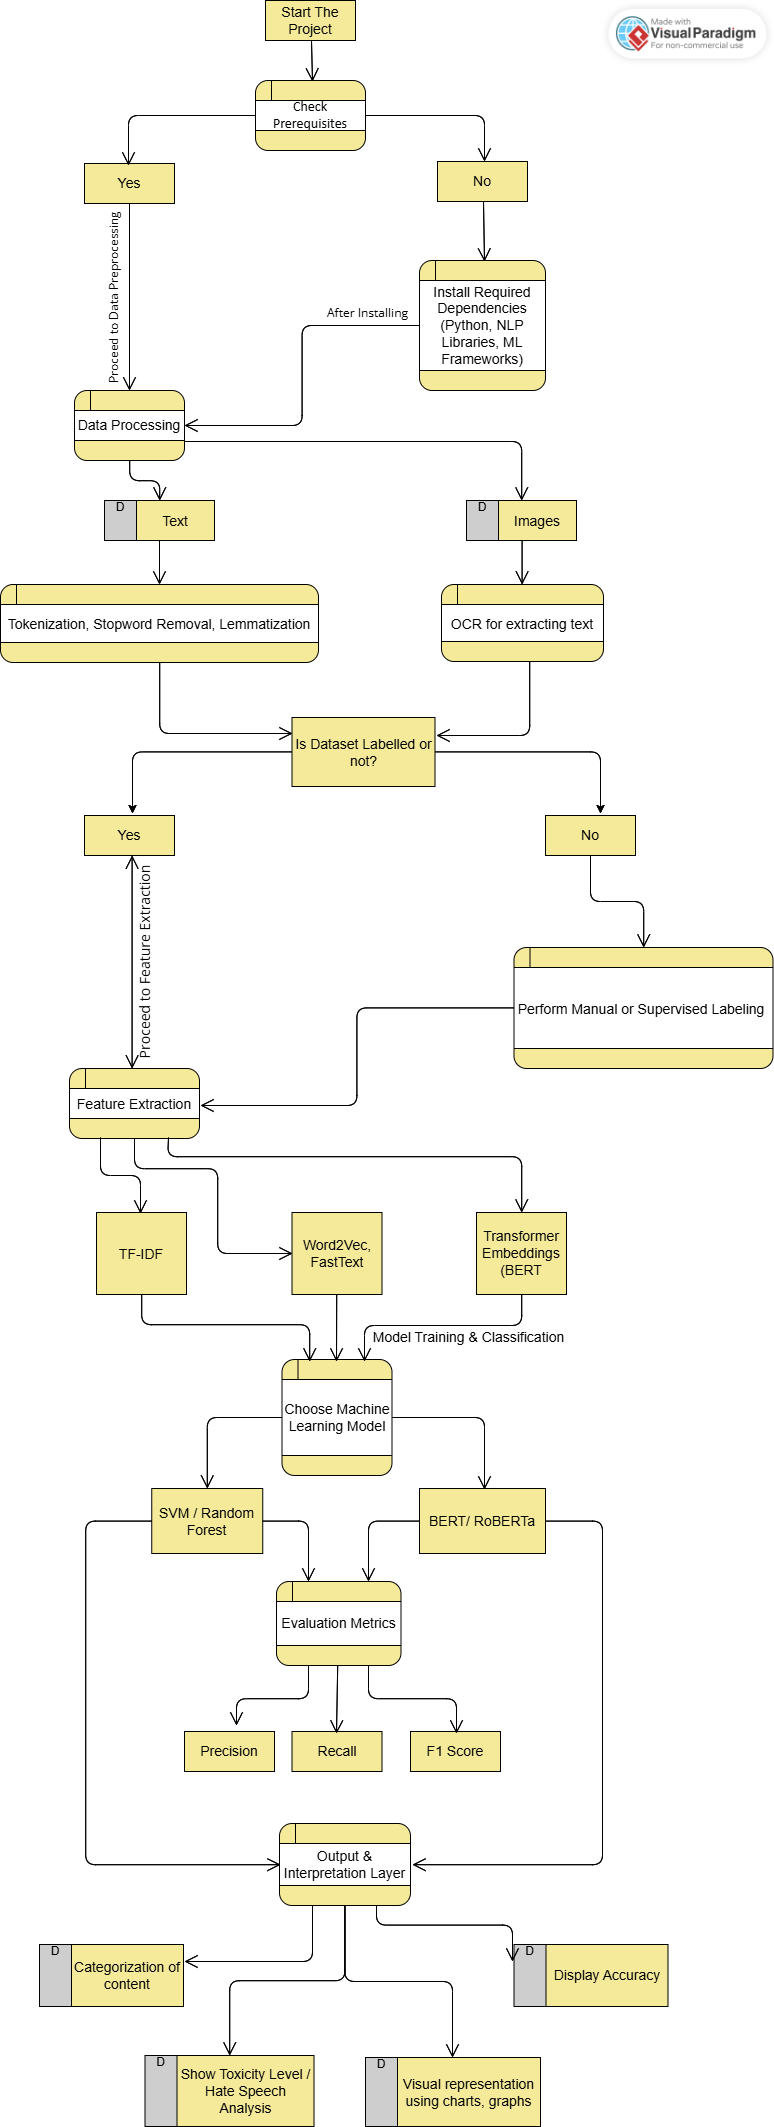 Start The
Project
Made with
VisualParadigm
For non-commercial use
Check
Prerequisites
Yes
No
Proceed to Data Preprocessing
Install Required
Dependencies
(Python, NLP
Libraries, ML
Frameworks)
After Installing
Data Processing
D
Text
D
Images
Tokenization, Stopword Removal, Lemmatization
OCR for extracting text
Is Dataset Labelled or
not?
Yes
No
Proceed to Feature Extraction
Perform Manual or Supervised Labeling
Feature Extraction
TF-IDF
Word2Vec,
FastText
Transformer
Embeddings
(BERT
Model Training & Classification
Choose Machine
Learning Model
SVM / Random
Forest
BERT/ RoBERTa
Evaluation Metrics
Precision
Recall
F1 Score
Output &
Interpretation Layer
D
Categorization of
content
D
Display Accuracy
D
Show Toxicity Level /
Hate Speech
Analysis
D
Visual representation
using charts, graphs